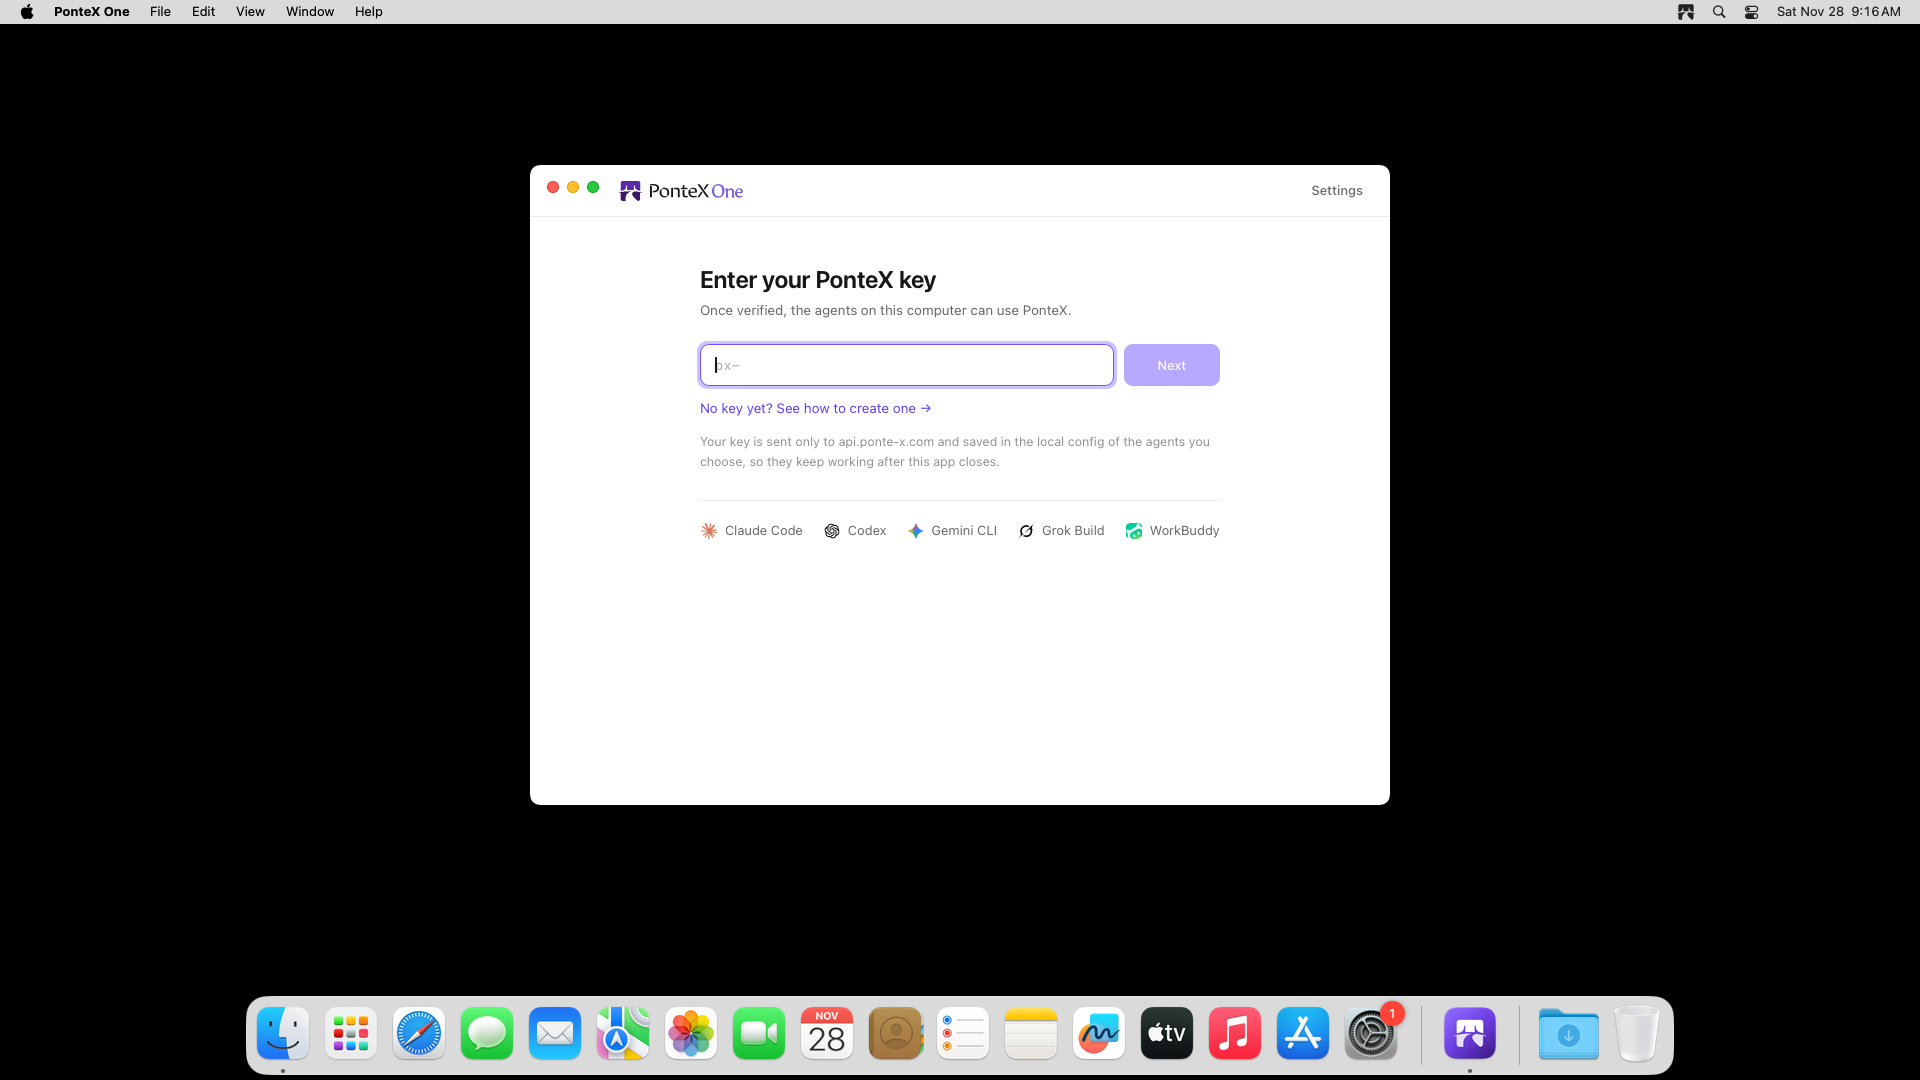 PonteX One File Edit View Window Help Sat Nov 28 9:16 AM
PonteX One Settings
Enter your PonteX key
Once verified, the agents on this computer can use PonteX.
px-
Next
No key yet? See how to create one →
Your key is sent only to api.ponte-x.com and saved in the local config of the agents you
choose, so they keep working after this app closes.
Claude Code Codex Gemini CLI Grok Build WorkBuddy
NOV
28
tv
1